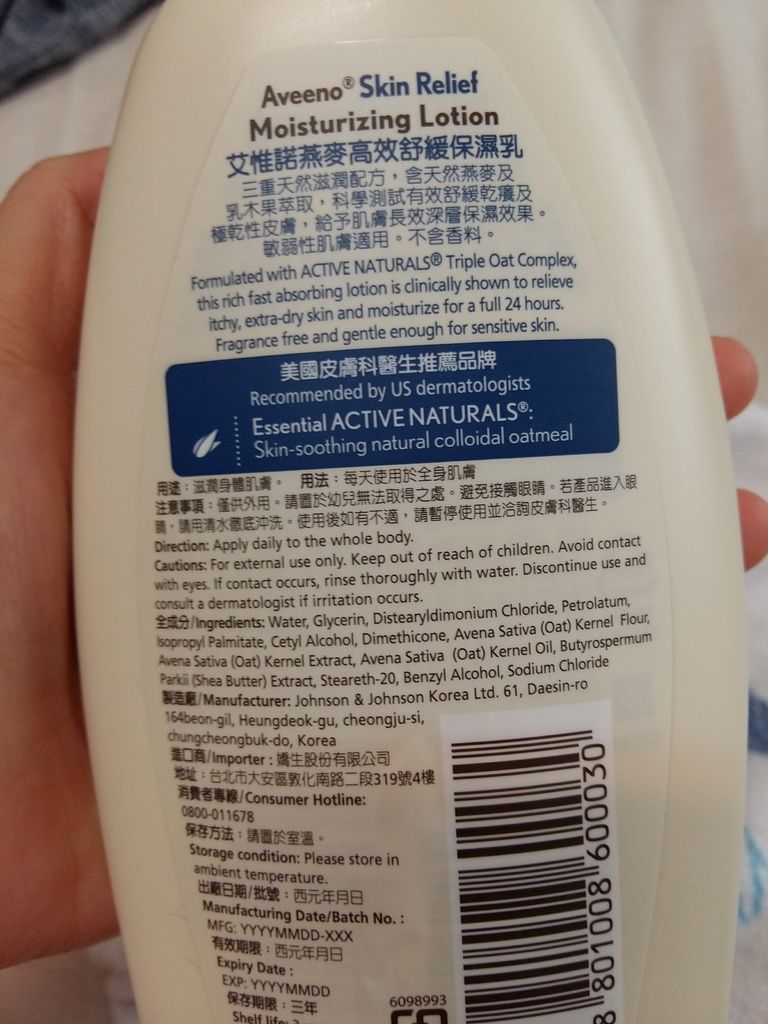 Aveeno® Skin Relief
Moisturizing Lotion
艾惟諾燕麥高效舒緩保濕乳
三重天然滋潤配方，含天然燕麥及
乳木果萃取，科學測試有效舒緩乾癢及
極乾性皮膚，給予肌膚長效深層保濕效果。
敏弱性肌膚適用。不含香料。
Formulated with ACTIVE NATURALS® Triple Oat Complex,
this rich fast absorbing lotion is clinically shown to relieve
itchy, extra-dry skin and moisturize for a full 24 hours.
Fragrance free and gentle enough for sensitive skin.
美國皮膚科醫生推薦品牌
Recommended by US dermatologists
Essential ACTIVE NATURALS®:
Skin-soothing natural colloidal oatmeal
用途：滋潤身體肌膚。 用法：每天使用於全身肌膚
注意事項：僅供外用。請置於幼兒無法取得之處。避免接觸眼睛。若產品進入眼
睛，請用清水徹底沖洗。使用後如有不適，請暫停使用並洽詢皮膚科醫生。
Direction: Apply daily to the whole body.
Cautions: For external use only. Keep out of reach of children. Avoid contact
with eyes. If contact occurs, rinse thoroughly with water. Discontinue use and
consult a dermatologist if irritation occurs.
全成分/Ingredients: Water, Glycerin, Distearyldimonium Chloride, Petrolatum,
Isopropyl Palmitate, Cetyl Alcohol, Dimethicone, Avena Sativa (Oat) Kernel Flour,
Avena Sativa (Oat) Kernel Extract, Avena Sativa (Oat) Kernel Oil, Butyrospermum
Parkii (Shea Butter) Extract, Steareth-20, Benzyl Alcohol, Sodium Chloride
製造廠/Manufacturer: Johnson & Johnson Korea Ltd. 61, Daesin-ro
164beon-gil, Heungdeok-gu, cheongju-si,
chungcheongbuk-do, Korea
進口商/Importer : 嬌生股份有限公司
地址：台北市大安區敦化南路二段319號4樓
消費者專線/Consumer Hotline:
0800-011678
保存方法：請置於室溫。
Storage condition: Please store in
ambient temperature.
出廠日期/批號：西元年月日
Manufacturing Date/Batch No. :
MFG: YYYYMMDD-XXX
有效期限：西元年月日
Expiry Date :
EXP: YYYYMMDD
保存期限：三年
Shelf life:
6098993
8 801008 600030